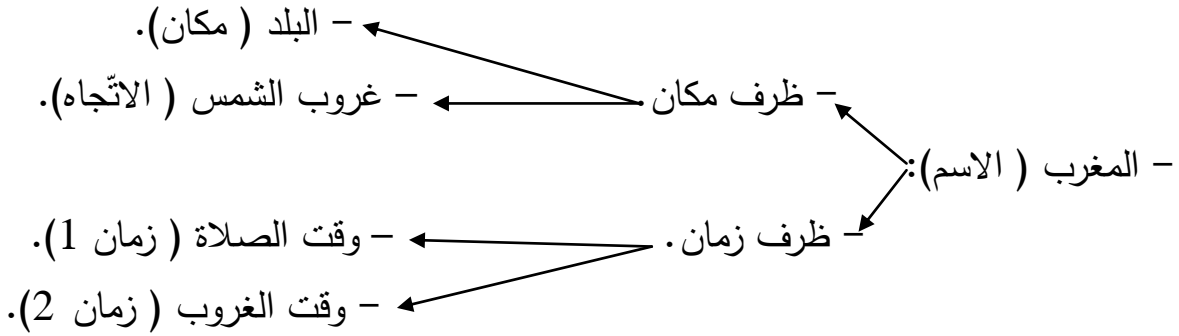 – البلد ( مكان).
– ظرف مكان . – غروب الشمس ( الاتّجاه).
– المغرب ( الاسم):
– ظرف زمان . – وقت الصلاة ( زمان 1).
– وقت الغروب ( زمان 2).